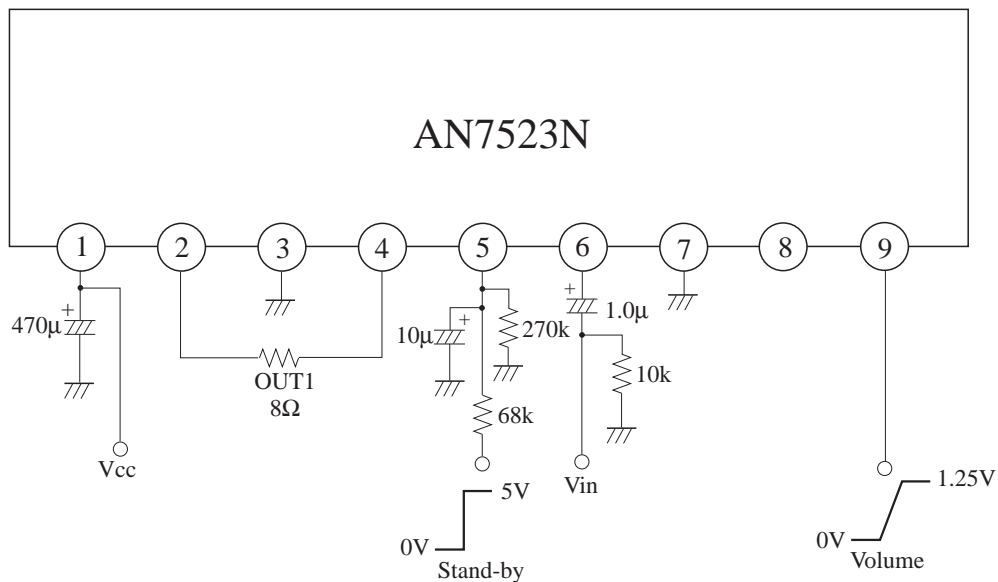 AN7523N
1 2 3 4 5 6 7 8 9
+
470μ
Vcc
OUT1
8Ω
10μ
+
270k
68k
5V
0V
Stand-by
+
1.0μ
10k
Vin
1.25V
0V
Volume